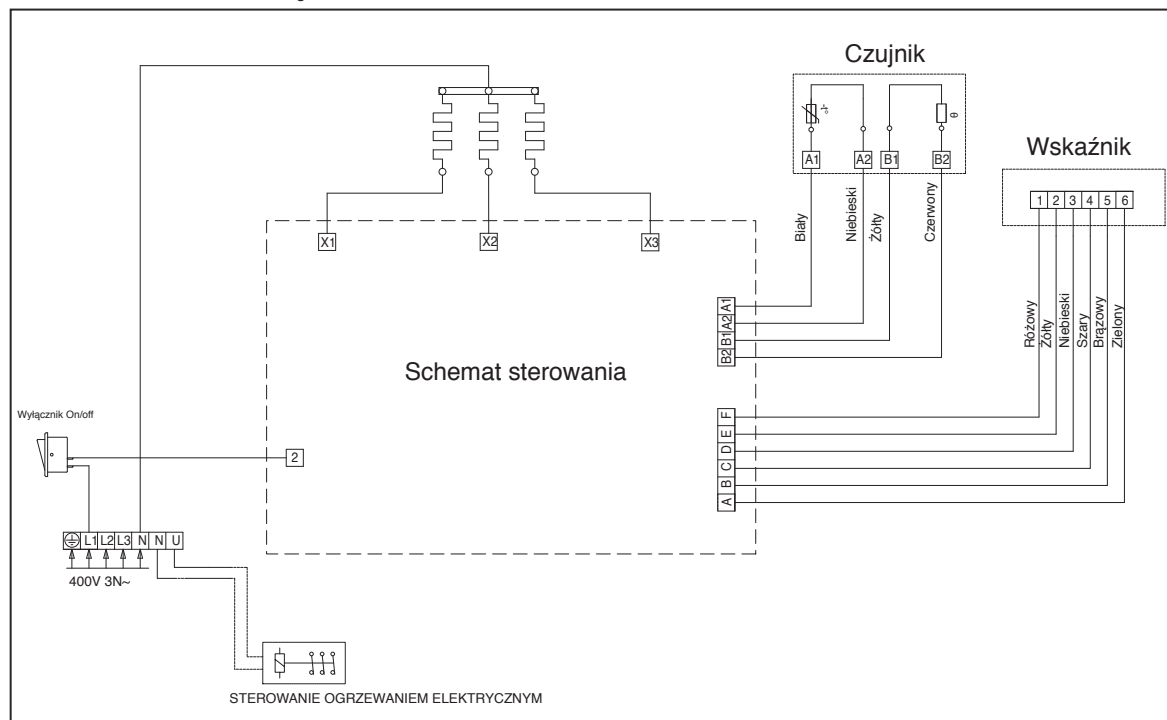 Czujnik
A1 A2 B1 B2
Biały
Niebieski
Żółty
Czerwony
Wskaźnik
1 2 3 4 5 6
Różowy
Żółty
Niebieski
Szary
Brązowy
Zielony
X1 X2 X3
A1
A2
B1
B2
Schemat sterowania
F
E
D
C
B
A
Wyłącznik On/off
2
L1 L2 L3 N N U
400V 3N~
STEROWANIE OGRZEWANIEM ELEKTRYCZNYM